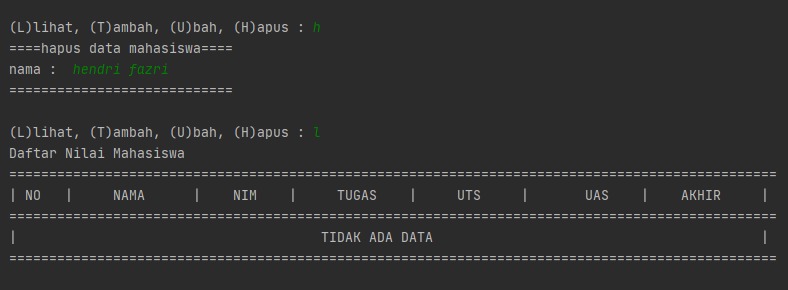 (L)lihat, (T)ambah, (U)bah, (H)apus : h
====hapus data mahasiswa====
nama :  hendri fazri
============================
(L)lihat, (T)ambah, (U)bah, (H)apus : l
Daftar Nilai Mahasiswa
================================================================================================
| NO   |     NAMA      |    NIM    |     TUGAS    |     UTS     |       UAS    |    AKHIR     |
================================================================================================
|                                      TIDAK ADA DATA                                         |
================================================================================================